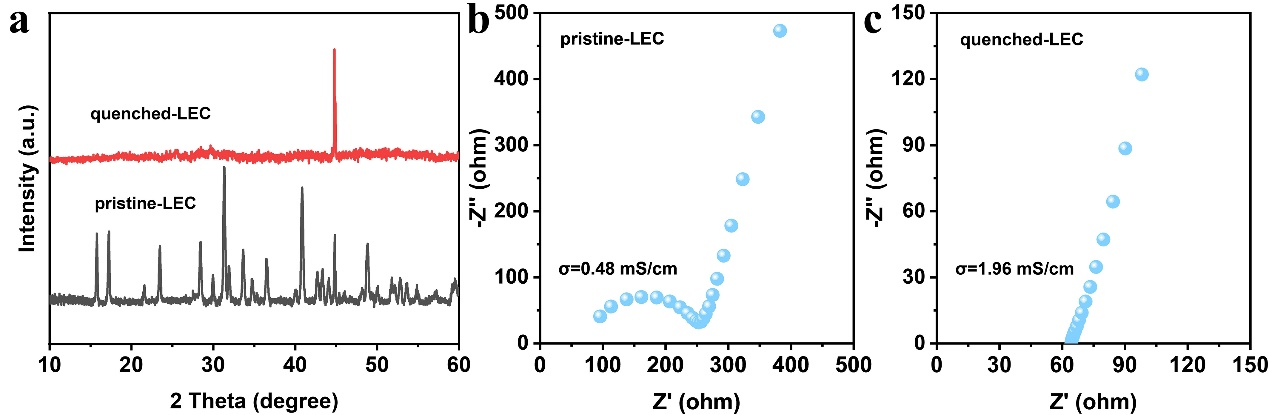 a
Intensity (a.u.)
quenched-LEC
pristine-LEC
10 20 30 40 50 60
2 Theta (degree)
b
-Z" (ohm)
500
400
300
200
100
0
pristine-LEC
σ=0.48 mS/cm
0 100 200 300 400 500
Z' (ohm)
c
-Z" (ohm)
150
120
90
60
30
0
quenched-LEC
σ=1.96 mS/cm
0 30 60 90 120 150
Z' (ohm)